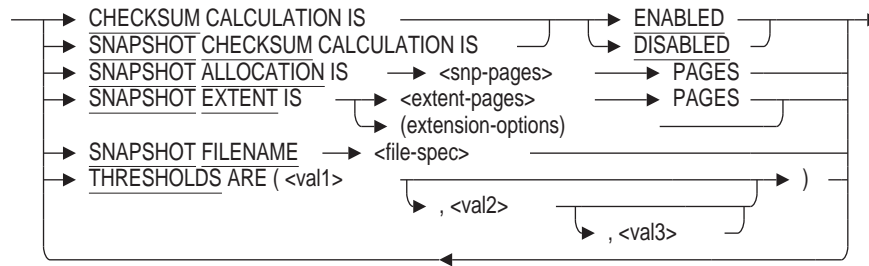 CHECKSUM CALCULATION IS ENABLED
SNAPSHOT CHECKSUM CALCULATION IS DISABLED
SNAPSHOT ALLOCATION IS <snp-pages> PAGES
SNAPSHOT EXTENT IS <extent-pages> PAGES
(extension-options)
SNAPSHOT FILENAME <file-spec>
THRESHOLDS ARE ( <val1> )
, <val2>
, <val3>